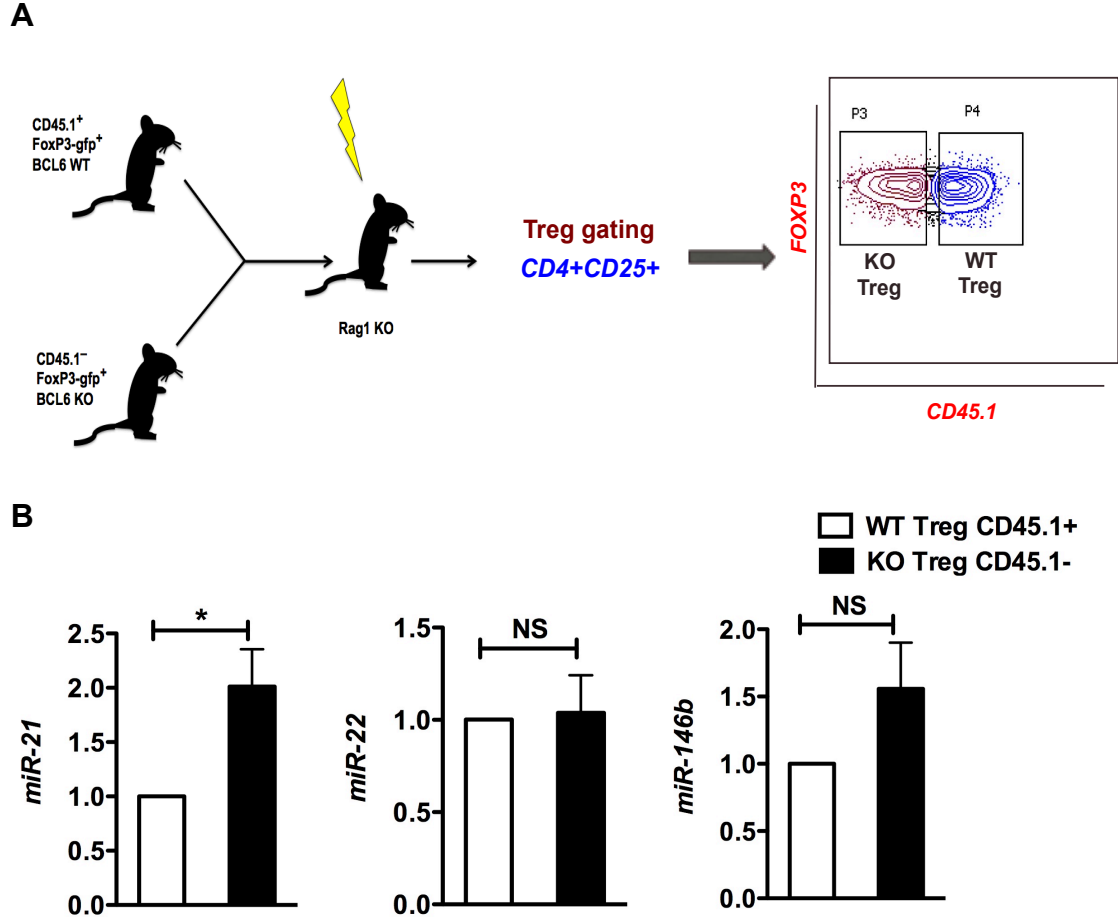 A
CD45.1+
FoxP3-gfp+
BCL6 WT
CD45.1–
FoxP3-gfp+
BCL6 KO
Rag1 KO
Treg gating
CD4+CD25+
FOXP3
P3
P4
KO
Treg
WT
Treg
CD45.1
B
WT Treg CD45.1+
KO Treg CD45.1-
miR-21
2.5
2.0
1.5
1.0
0.5
0.0
*
miR-22
1.5
1.0
0.5
0.0
NS
miR-146b
2.0
1.5
1.0
0.5
0.0
NS